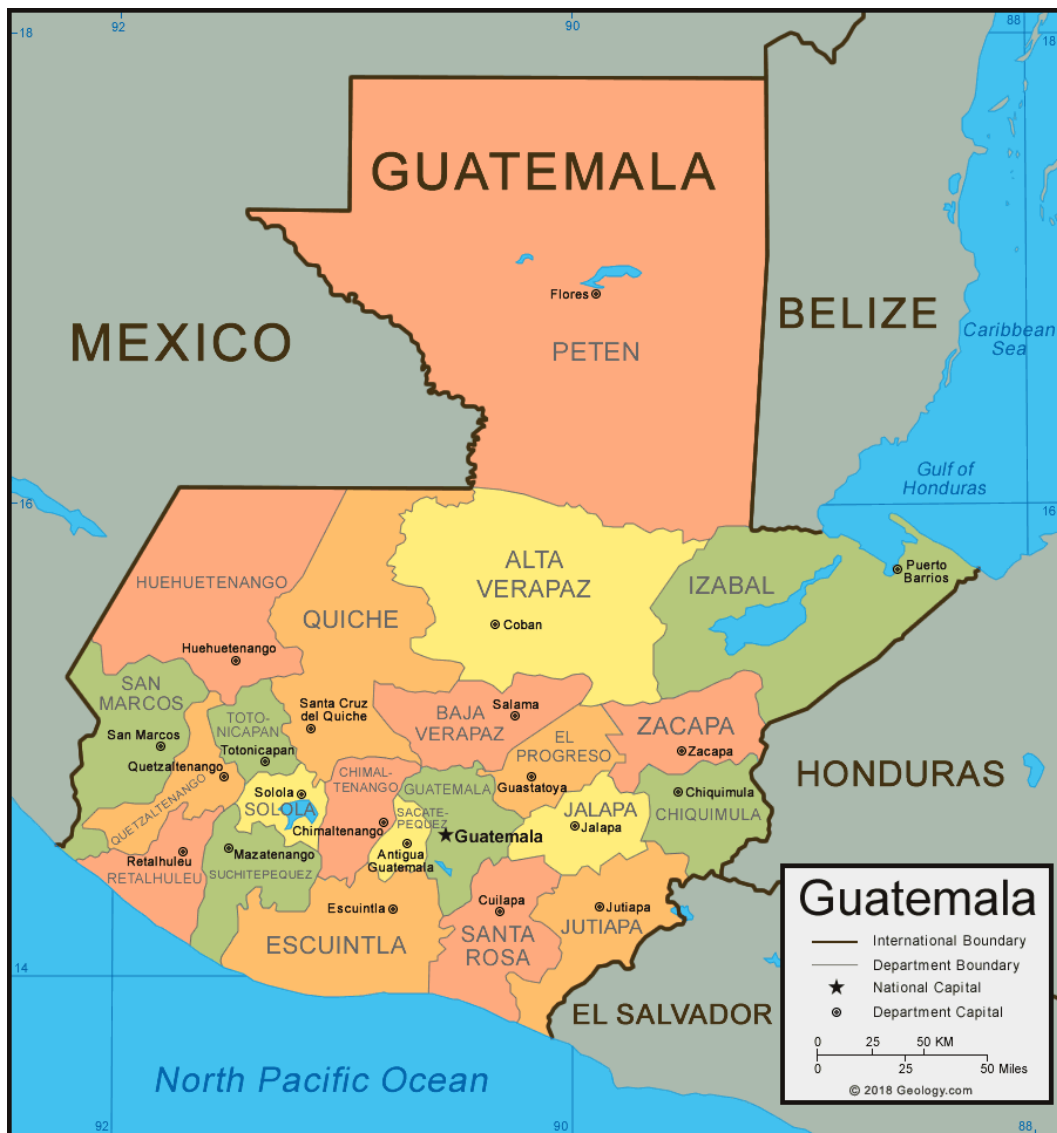 92
90
88
18
18
GUATEMALA
Flores
BELIZE
MEXICO
Caribbean
Sea
PETEN
Gulf of
Honduras
16
16
ALTA
VERAPAZ
HUEHUETENANGO
IZABAL
Puerto
Barrios
QUICHE
Coban
Huehuetenango
SAN
MARCOS
Santa Cruz
del Quiche
Salama
TOTO-
NICAPAN
BAJA
VERAPAZ
ZACAPA
San Marcos
EL
PROGRESO
Totonicapan
Zacapa
Quetzaltenango
CHIMAL-
TENANGO
HONDURAS
QUETZALTENANGO
Solola
SOLOLA
GUATEMALA
Guastatoya
Chiquimula
CHIQUIMULA
JALAPA
Jalapa
SACATE-
PEQUEZ
Chimaltenango
Guatemala
Retalhuleu
RETALHULEU
Mazatenango
SUCHITEPEQUEZ
Antigua
Guatemala
Escuintla
Cuilapa
Jutiapa
JUTIAPA
ESCUINTLA
SANTA
ROSA
14
EL SALVADOR
North Pacific Ocean
Guatemala
International Boundary
Department Boundary
National Capital
Department Capital
0 25 50 KM
0 25 50 Miles
© 2018 Geology.com
92
90
88